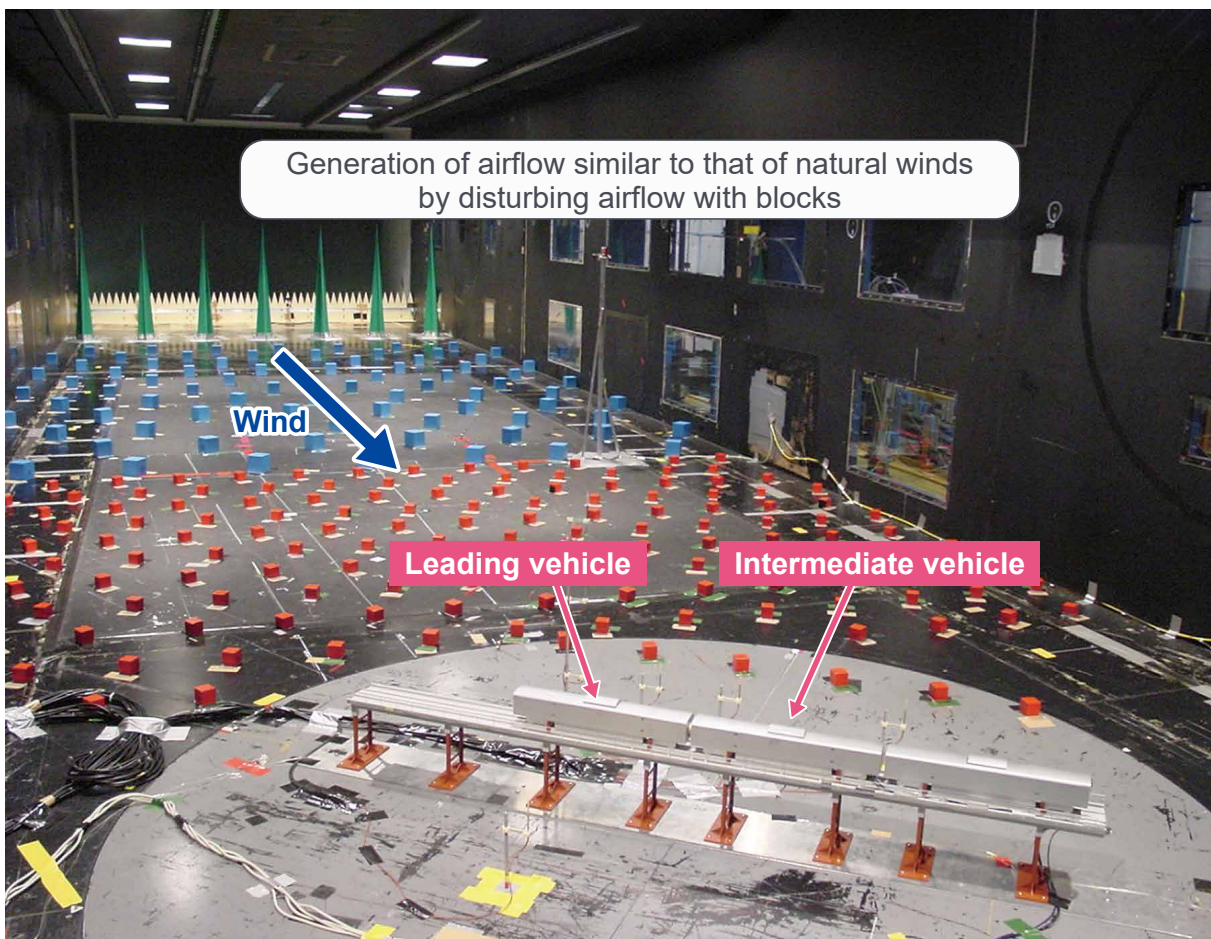 Generation of airflow similar to that of natural winds
by disturbing airflow with blocks
Wind
Leading vehicle
Intermediate vehicle